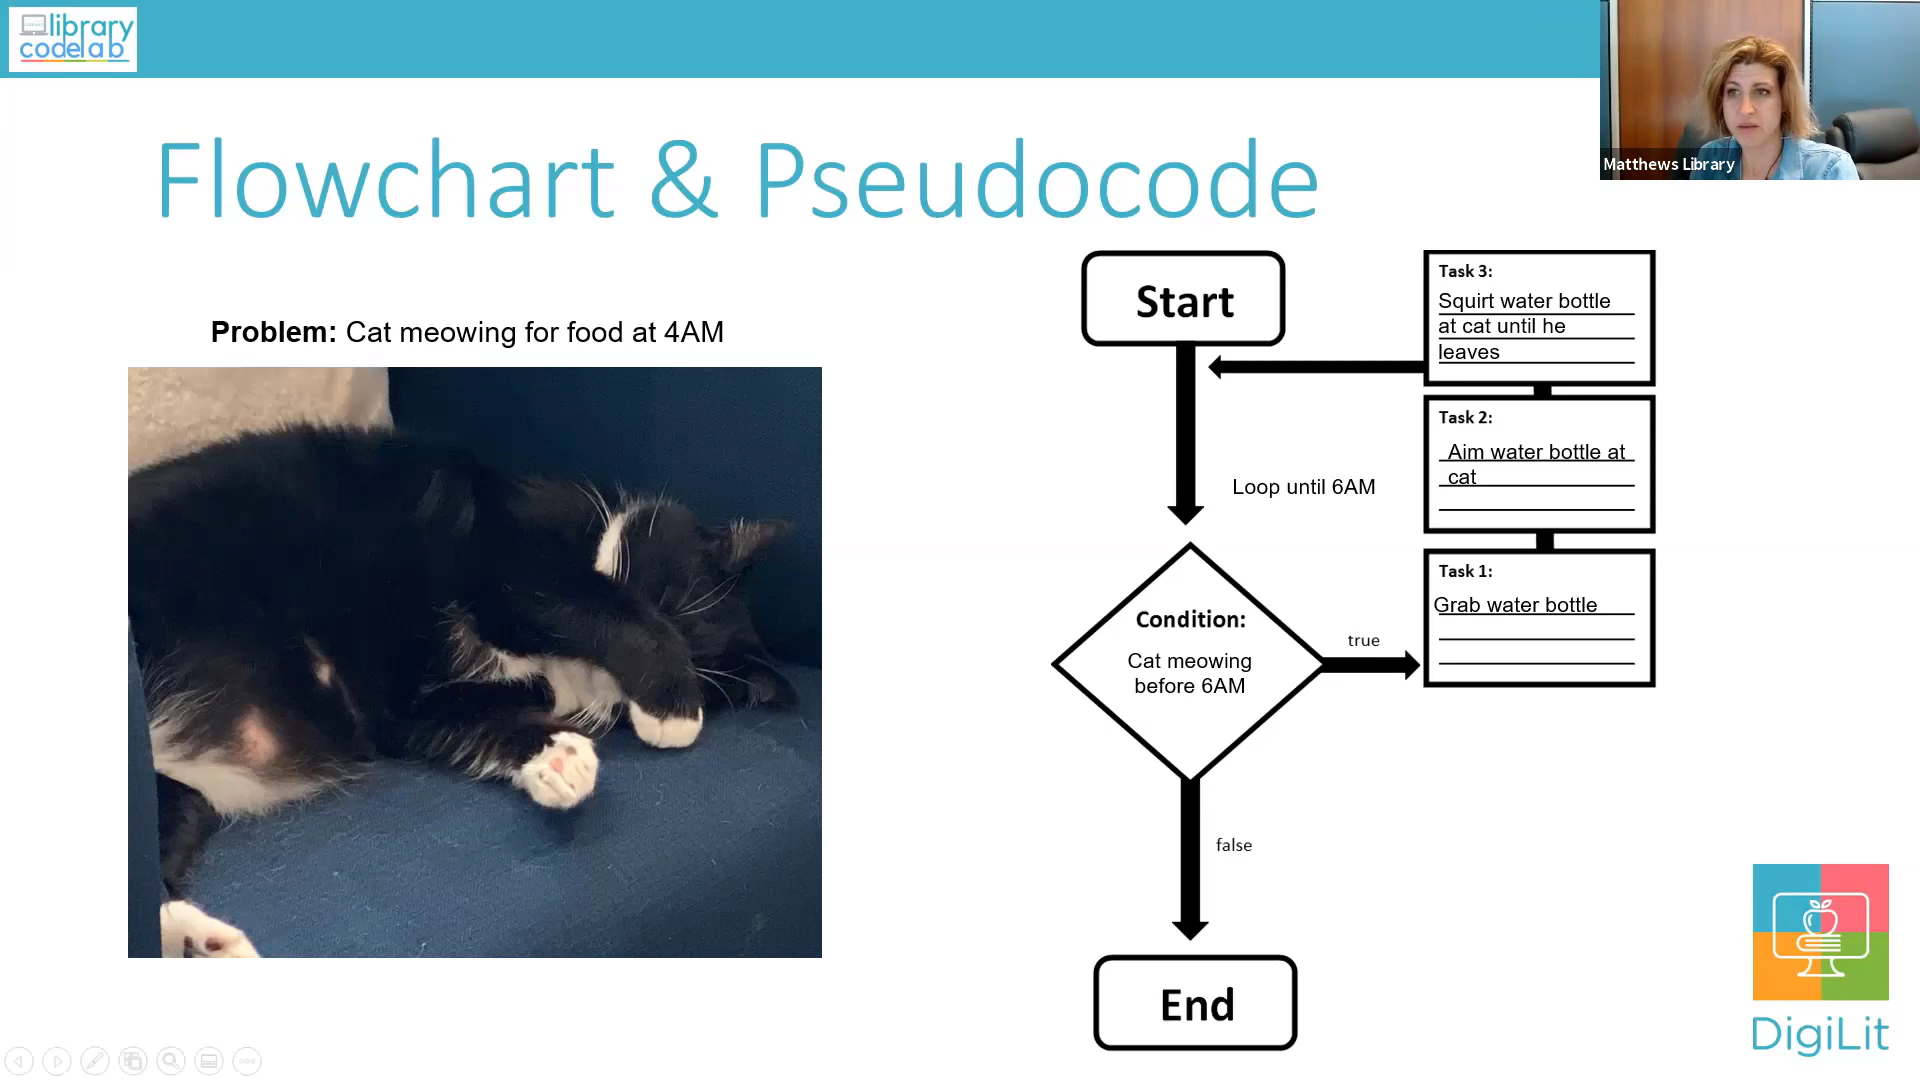 library
codelab
Matthews Library
Flowchart & Pseudocode
Problem: Cat meowing for food at 4AM
Start
Task 3:
Squirt water bottle
at cat until he
leaves
Task 2:
Aim water bottle at
cat
Loop until 6AM
Task 1:
Grab water bottle
Condition:
Cat meowing
before 6AM
true
false
End
DigiLit